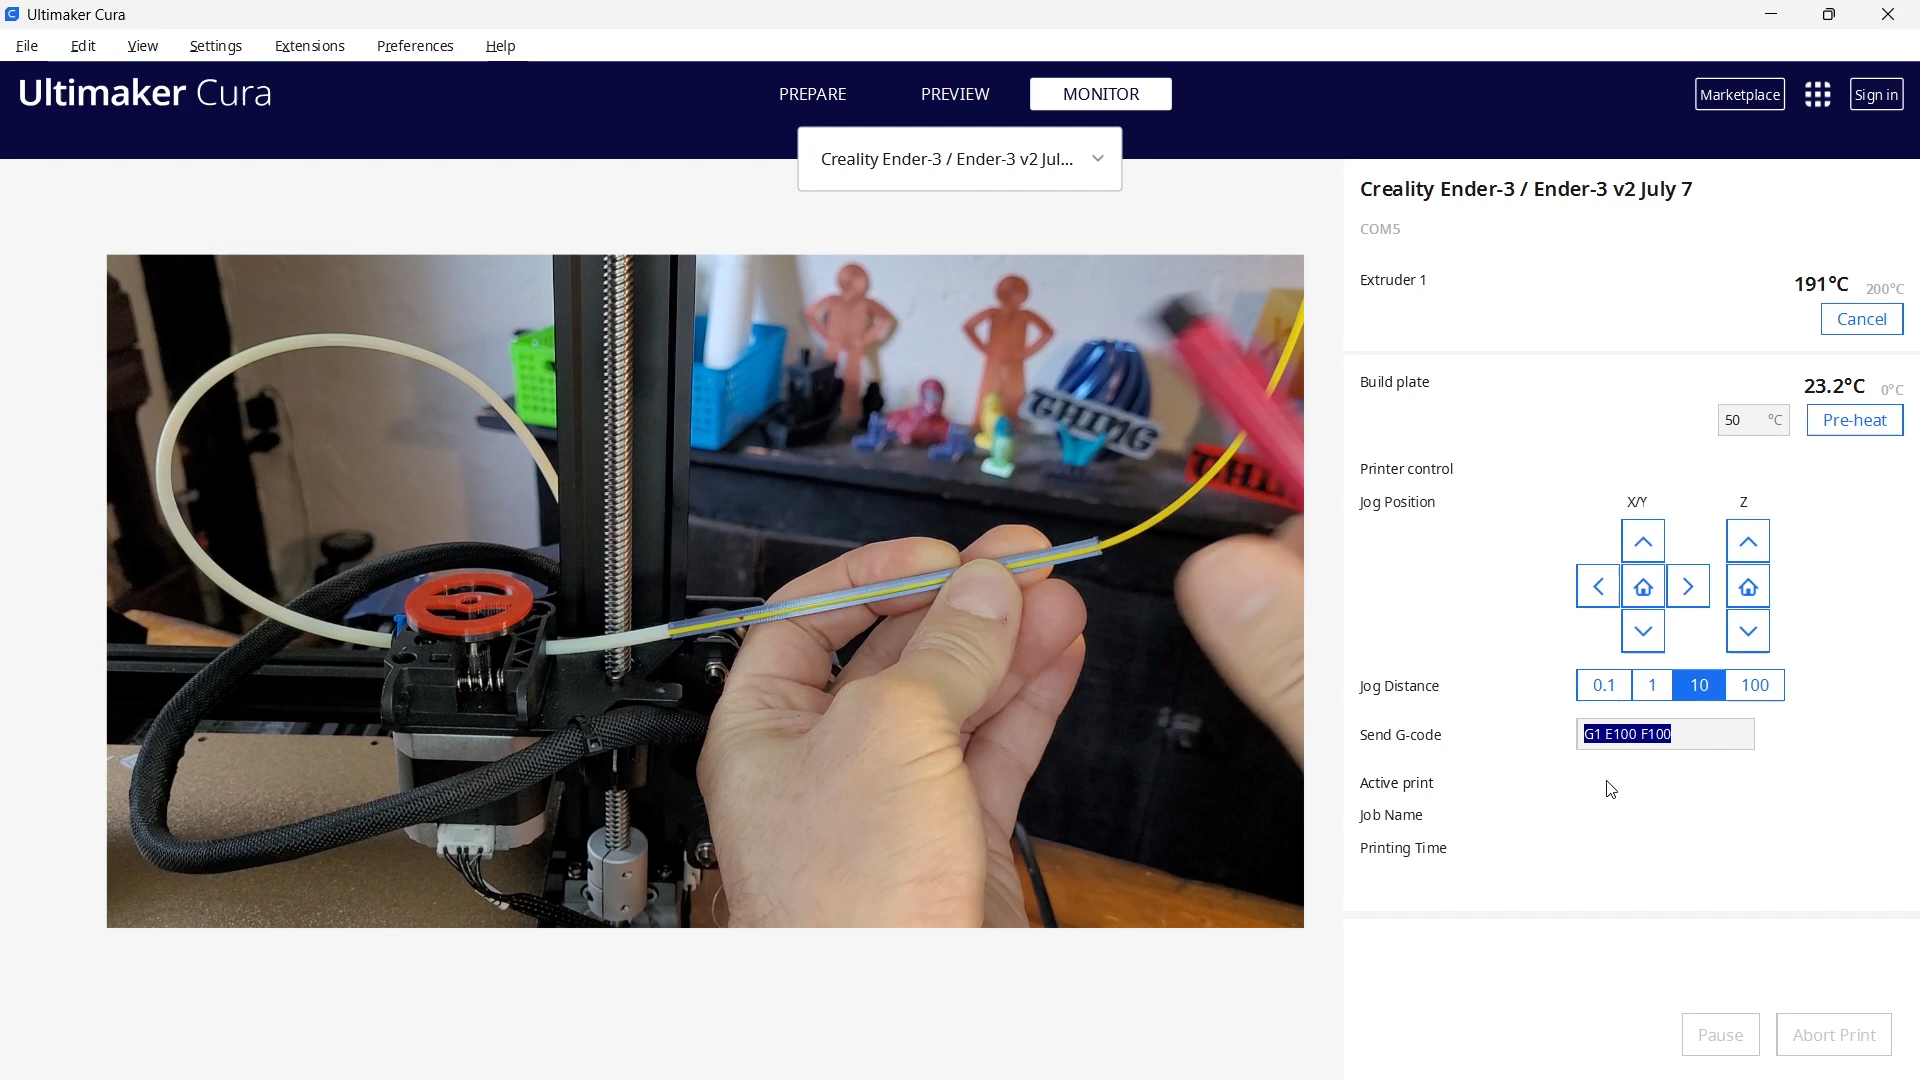 Ultimaker Cura
File Edit View Settings Extensions Preferences Help
Ultimaker Cura
PREPARE PREVIEW MONITOR
Marketplace Sign in
Creality Ender-3 / Ender-3 v2 Jul...
Creality Ender-3 / Ender-3 v2 July 7
COM5
Extruder 1 191°C 200°C
Cancel
Build plate 23.2°C 0°C
50 °C Pre-heat
Printer control
Jog Position X/Y Z
Jog Distance 0.1 1 10 100
Send G-code G1 E100 F100
Active print
Job Name
Printing Time
Pause Abort Print
THING